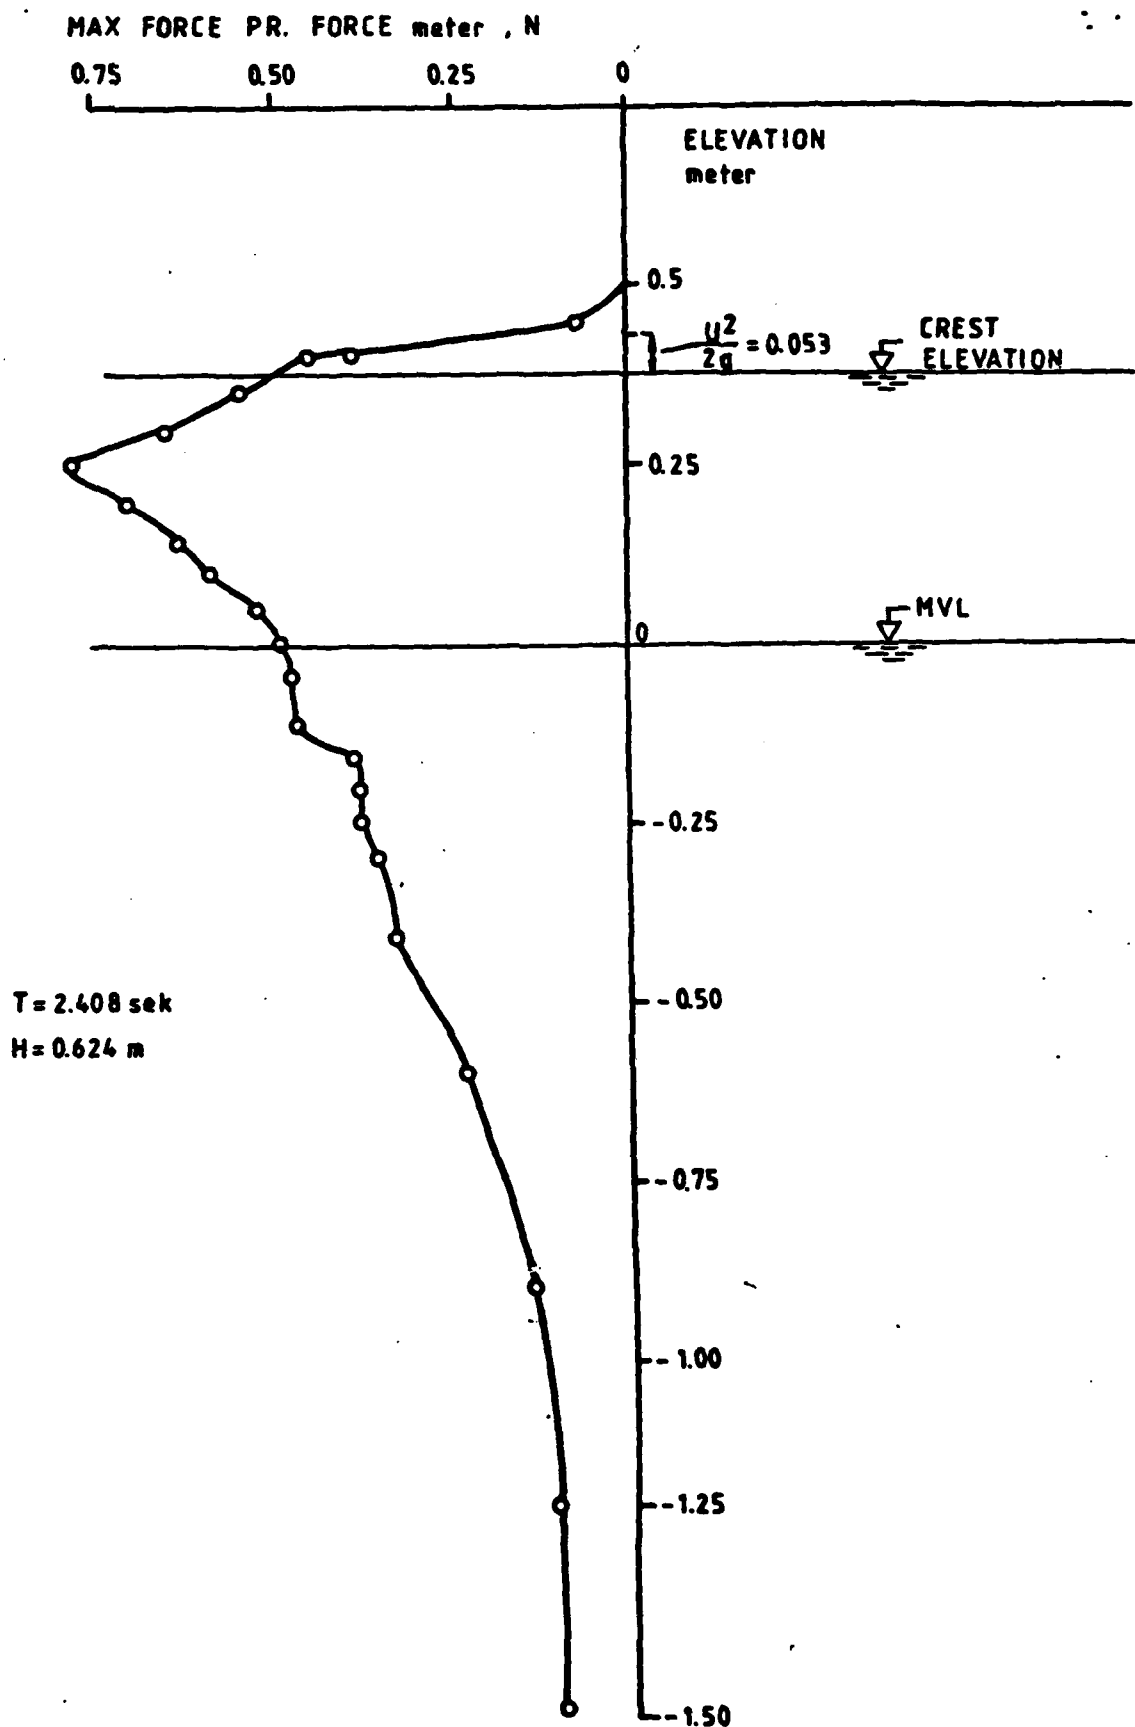 MAX FORCE PR. FORCE meter , N
0.75 0.50 0.25 0
ELEVATION
meter
0.5
U²/2g = 0.053
CREST
ELEVATION
0.25
MVL
0
-0.25
T= 2.408 sek
-0.50
H= 0.624 m
-0.75
-1.00
-1.25
-1.50